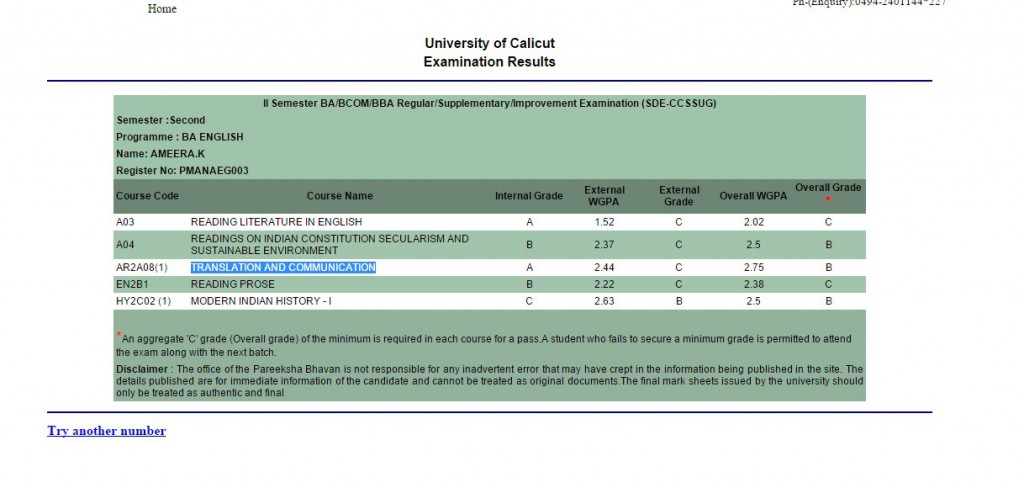 Home
Ph-(Enquiry):0494-2401144*227
University of Calicut
Examination Results
II Semester BA/BCOM/BBA Regular/Supplementary/Improvement Examination (SDE-CCSSUG)
Semester :Second
Programme : BA ENGLISH
Name: AMEERA.K
Register No: PMANAEG003
Course Code Course Name Internal Grade External WGPA External Grade Overall WGPA Overall Grade *
A03 READING LITERATURE IN ENGLISH A 1.52 C 2.02 C
A04 READINGS ON INDIAN CONSTITUTION SECULARISM AND SUSTAINABLE ENVIRONMENT B 2.37 C 2.5 B
AR2A08(1) TRANSLATION AND COMMUNICATION A 2.44 C 2.75 B
EN2B1 READING PROSE B 2.22 C 2.38 C
HY2C02 (1) MODERN INDIAN HISTORY - I C 2.63 B 2.5 B
*An aggregate 'C' grade (Overall grade) of the minimum is required in each course for a pass.A student who fails to secure a minimum grade is permitted to attend
the exam along with the next batch.
Disclaimer : The office of the Pareeksha Bhavan is not responsible for any inadvertent error that may have crept in the information being published in the site. The
details published are for immediate information of the candidate and cannot be treated as original documents.The final mark sheets issued by the university should
only be treated as authentic and final
Try another number